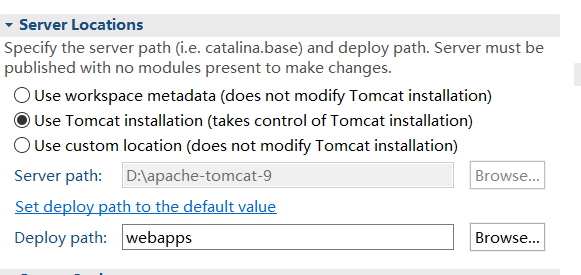 Server Locations
Specify the server path (i.e. catalina.base) and deploy path. Server must be
published with no modules present to make changes.
Use workspace metadata (does not modify Tomcat installation)
Use Tomcat installation (takes control of Tomcat installation)
Use custom location (does not modify Tomcat installation)
Server path: D:\apache-tomcat-9 Browse...
Set deploy path to the default value
Deploy path: webapps Browse...